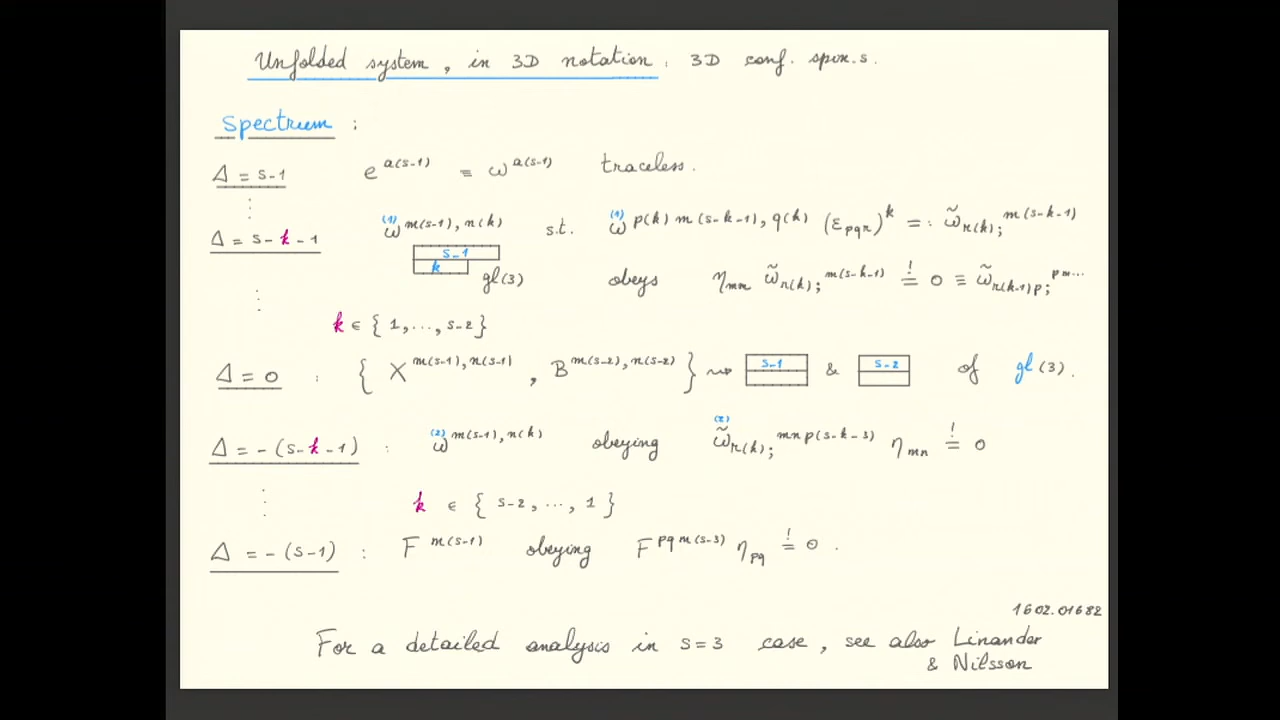 Unfolded system, in 3D notation. 3D conf. spin.s.
Spectrum :
Δ = s-1   e^{a(s-1)} ≡ ω^{a(s-1)}   traceless.
⋮
Δ = s-k-1   ω^{(1) m(s-1), n(k)}   s.t.   ω^{(1) p(k) m(s-k-1), q(k)} (ε_{pqr})^k =: ω̃_{r(k);}^{m(s-k-1)}
s-1
k   gl(3)   obeys   η_{mm} ω̃_{r(k);}^{m(s-k-1)} =! 0 ≡ ω̃_{r(k-1)p;}^{pm...}
⋮
k ∈ { 1,...,s-2}
Δ = 0 : { X^{m(s-1), n(s-1)} , B^{m(s-2), n(s-2)} } ⇝ s-1 & s-2 of gl(3).
Δ = -(s-k-1) : ω^{(2) m(s-1), n(k)}   obeying   ω̃^{(2)}_{r(k);}^{mnp(s-k-3)} η_{mn} =! 0
⋮
k ∈ { s-2, ..., 1 }
Δ = -(s-1) : F^{m(s-1)}   obeying   F^{pq m(s-3)} η_{pq} =! 0 .
1602.01682
For a detailed analysis in s=3 case, see also Linander
& Nilsson